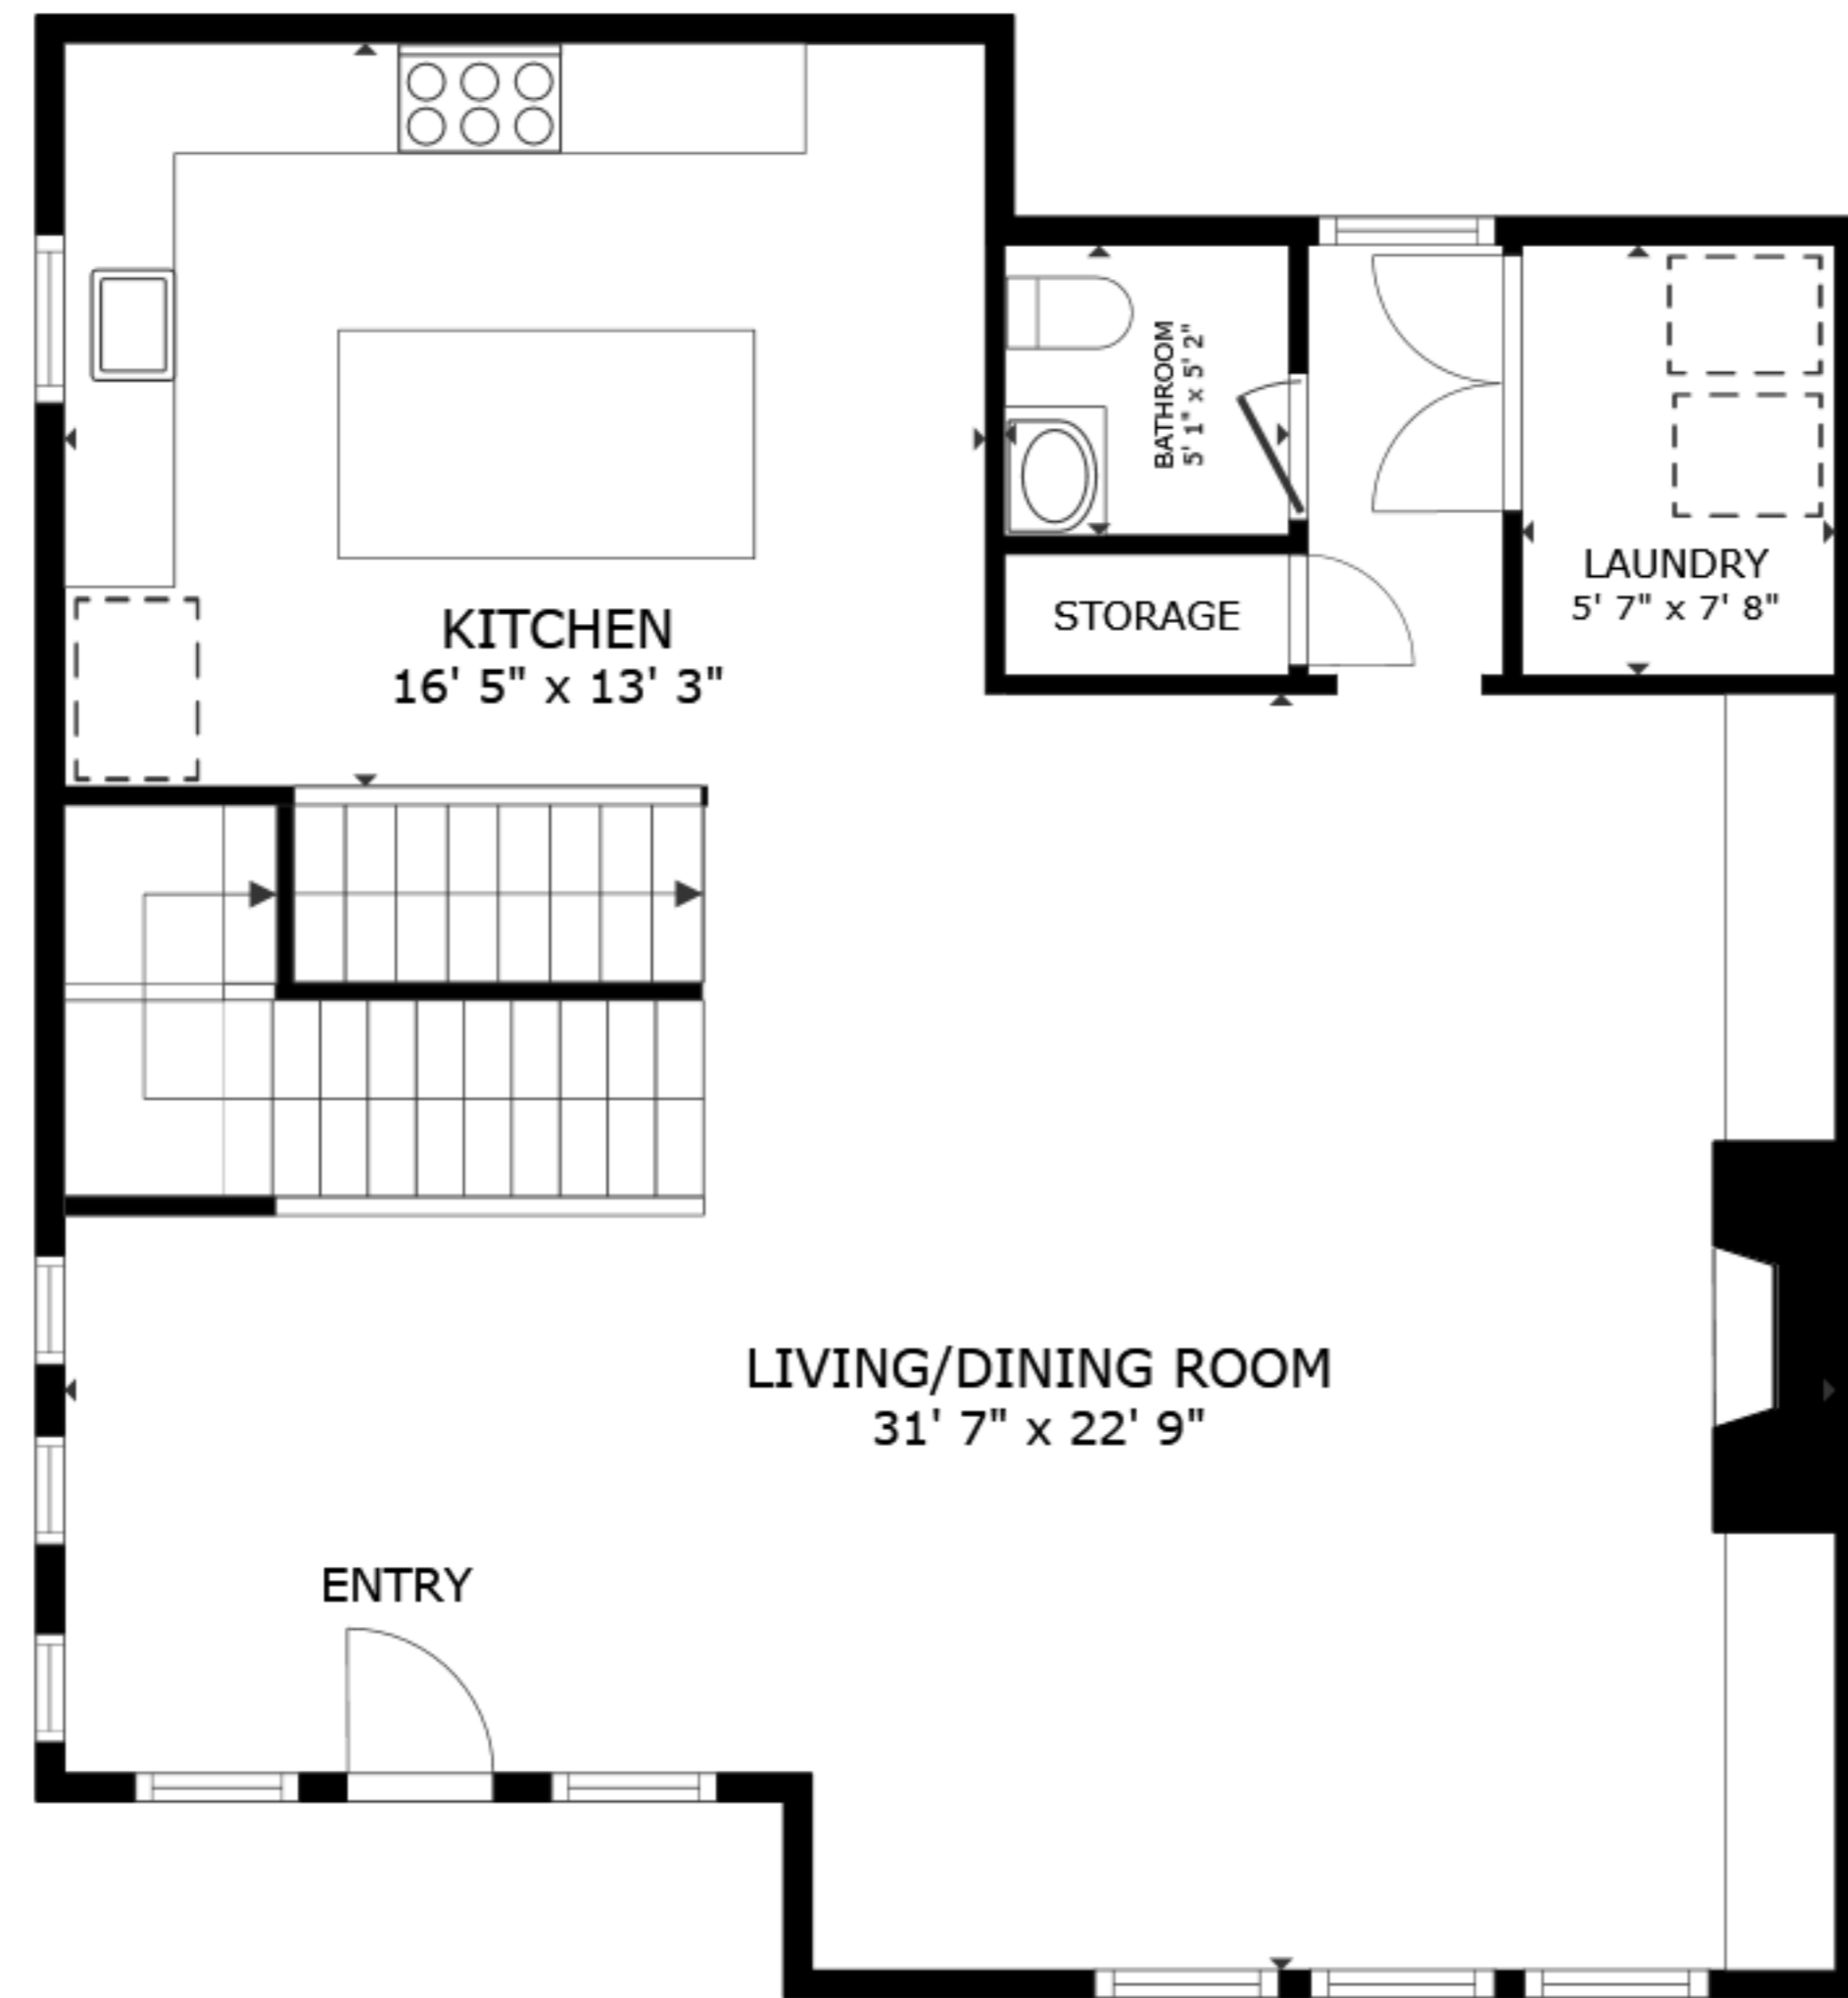 KITCHEN
16' 5" x 13' 3"
BATHROOM
5' 1" x 5' 2"
STORAGE
LAUNDRY
5' 7" x 7' 8"
LIVING/DINING ROOM
31' 7" x 22' 9"
ENTRY